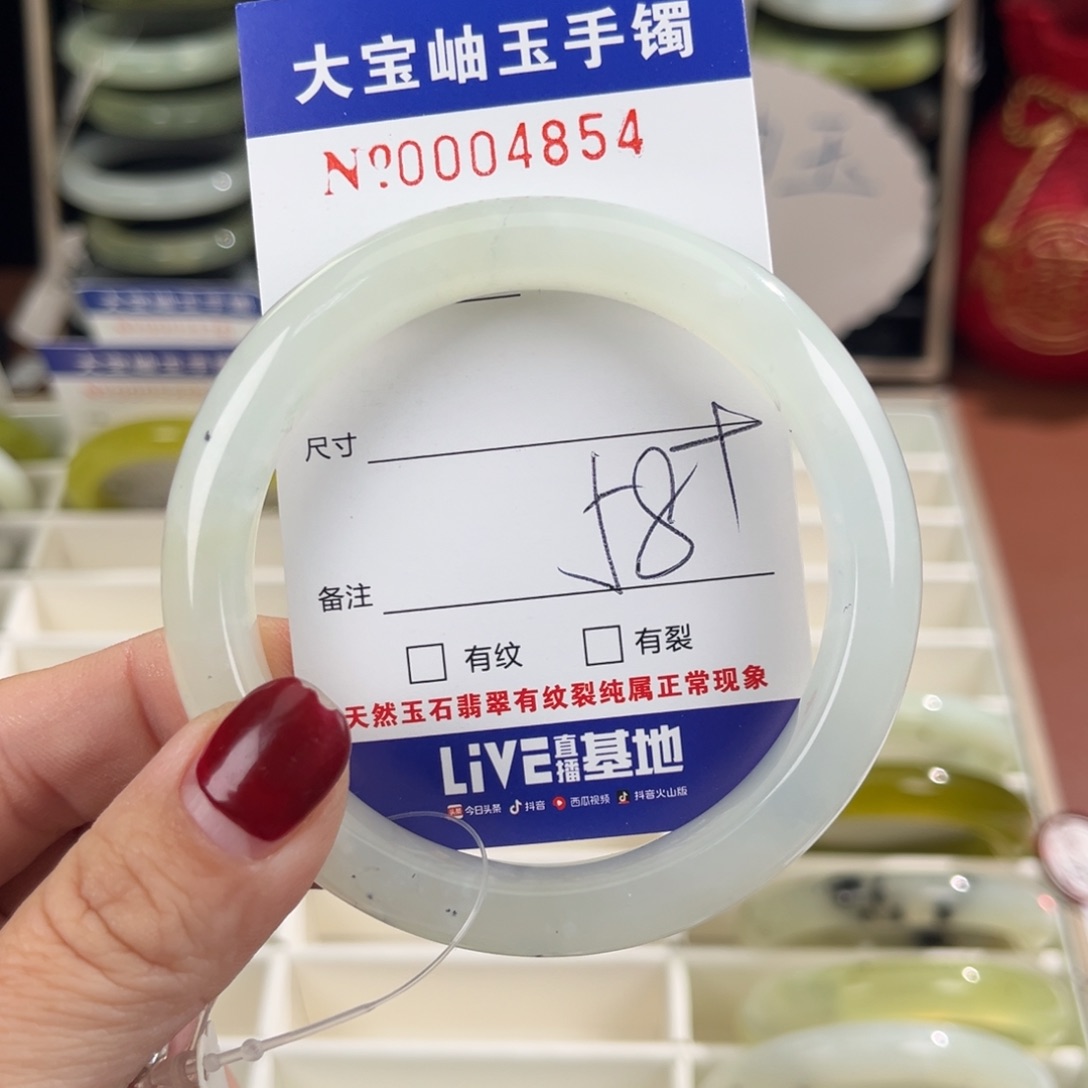 大宝岫玉手镯
Nº0004854
尺寸
58
备注
有纹 有裂
天然玉石翡翠有纹裂纯属正常现象
LiVE直播基地
头条 今日头条 抖音 西瓜视频 抖音火山版